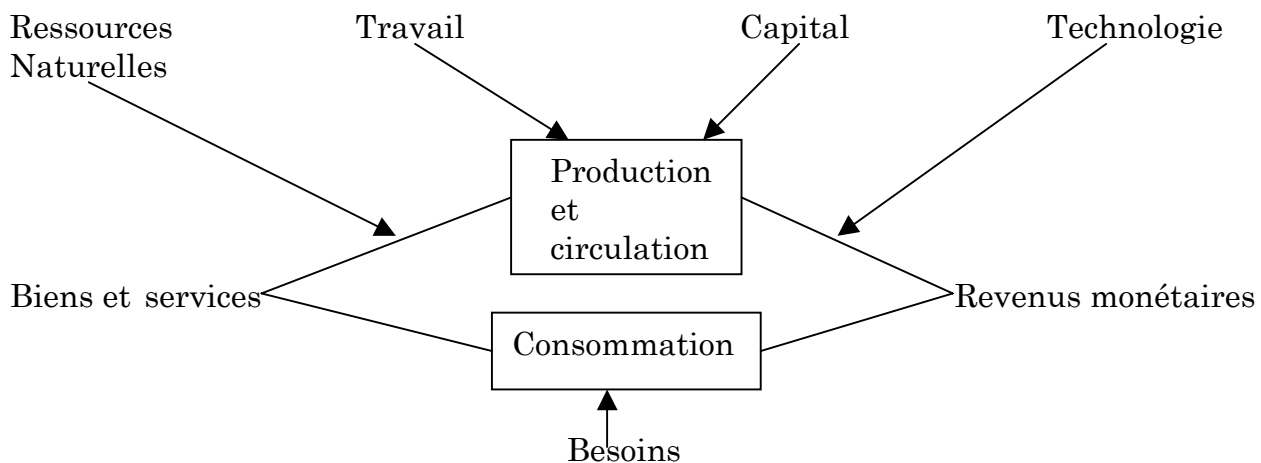 Ressources
Naturelles
Travail
Capital
Technologie
Production
et
circulation
Biens et services
Revenus monétaires
Consommation
Besoins